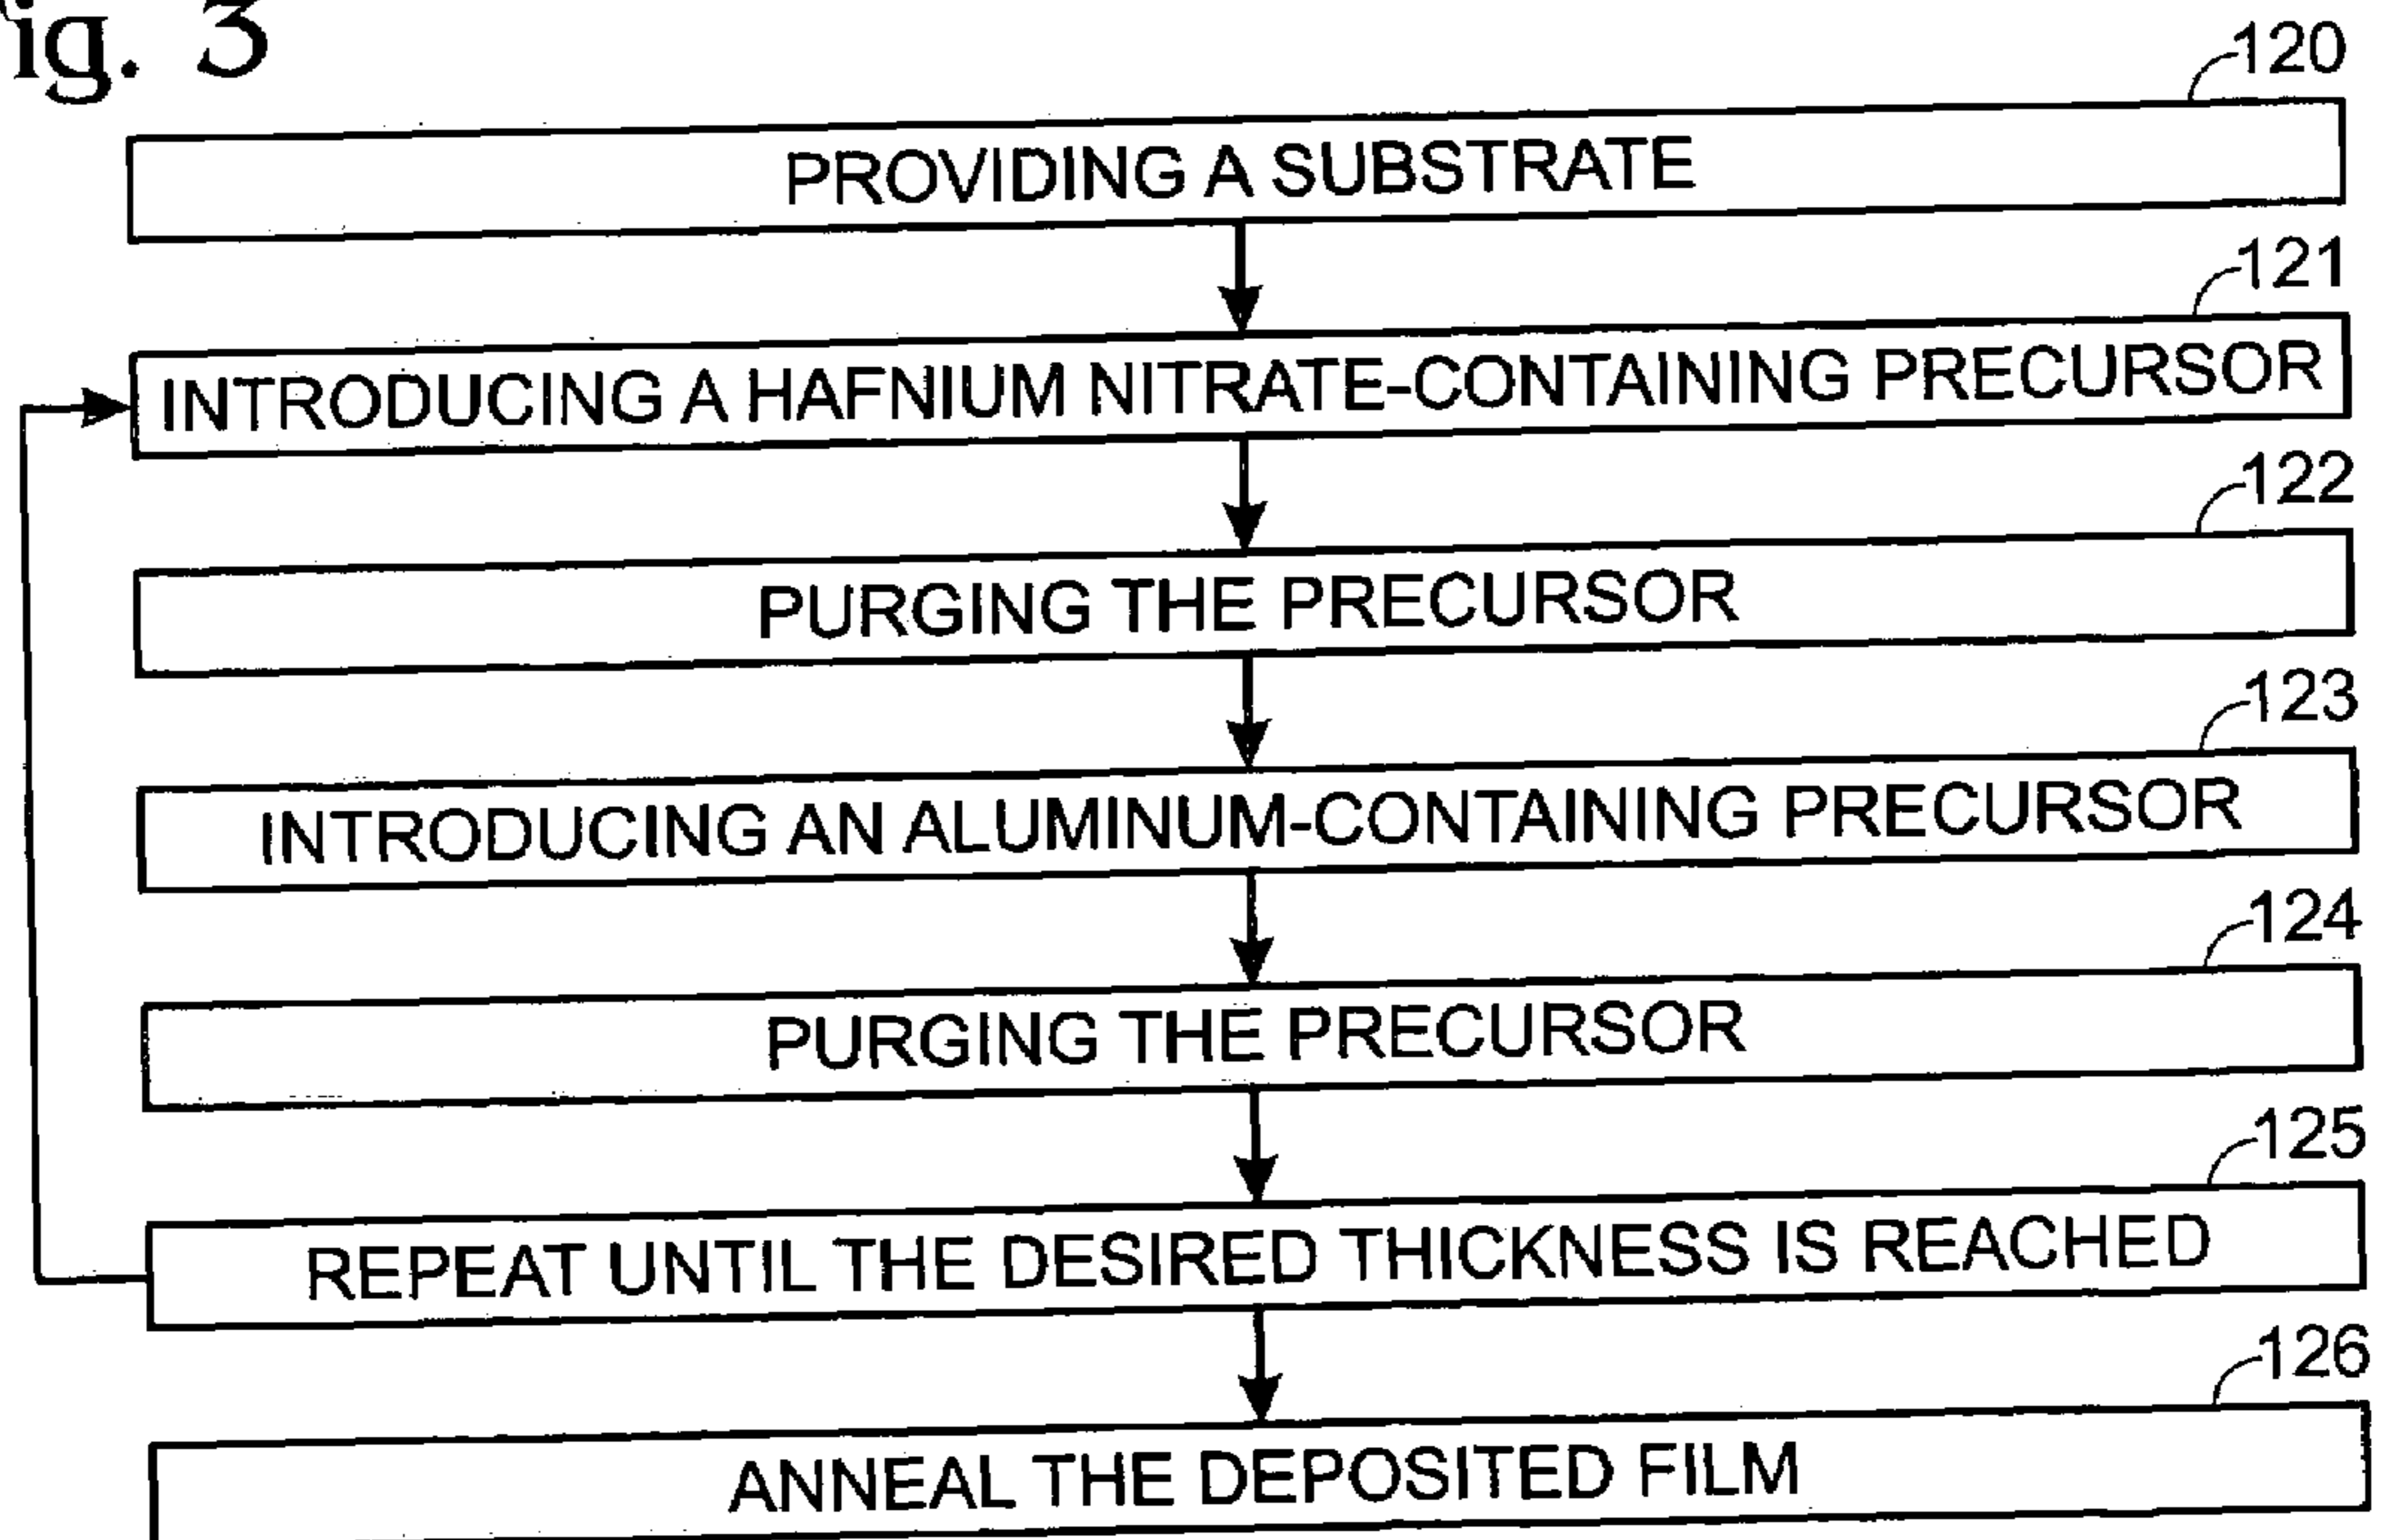 ig. 3
120
PROVIDING A SUBSTRATE
121
INTRODUCING A HAFNIUM NITRATE-CONTAINING PRECURSOR
122
PURGING THE PRECURSOR
123
INTRODUCING AN ALUMINUM-CONTAINING PRECURSOR
124
PURGING THE PRECURSOR
125
REPEAT UNTIL THE DESIRED THICKNESS IS REACHED
126
ANNEAL THE DEPOSITED FILM